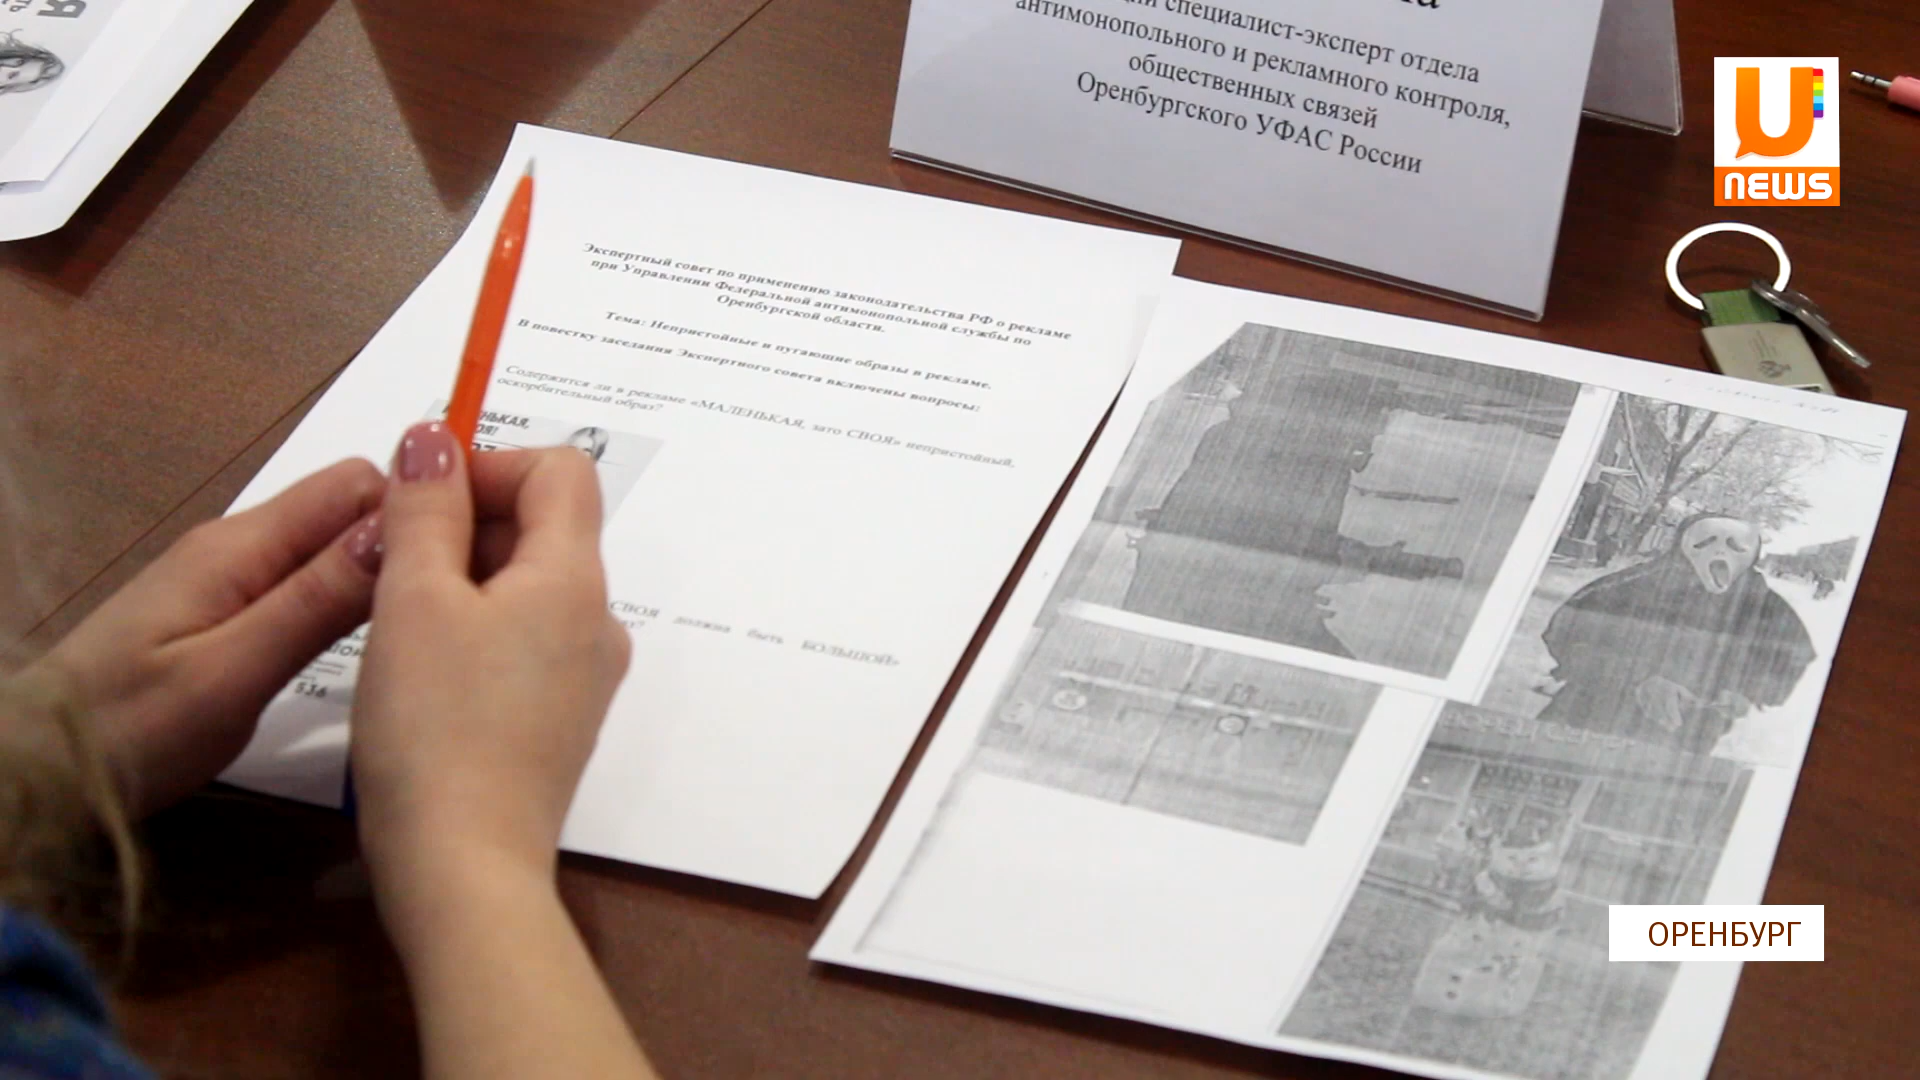 специалист-эксперт отдела
антимонопольного и рекламного контроля,
общественных связей
Оренбургского УФАС России
U
NEWS
Экспертный совет по применению законодательства РФ о рекламе
при Управлении Федеральной антимонопольной службы по
Оренбургской области.
Тема: Непристойные и пугающие образы в рекламе.
В повестку заседания Экспертного совета включены вопросы:
Содержится ли в рекламе «МАЛЕНЬКАЯ, зато СВОЯ» непристойный,
оскорбительный образ?
СВОЯ должна быть БОЛЬШОЙ»
536
ОРЕНБУРГ